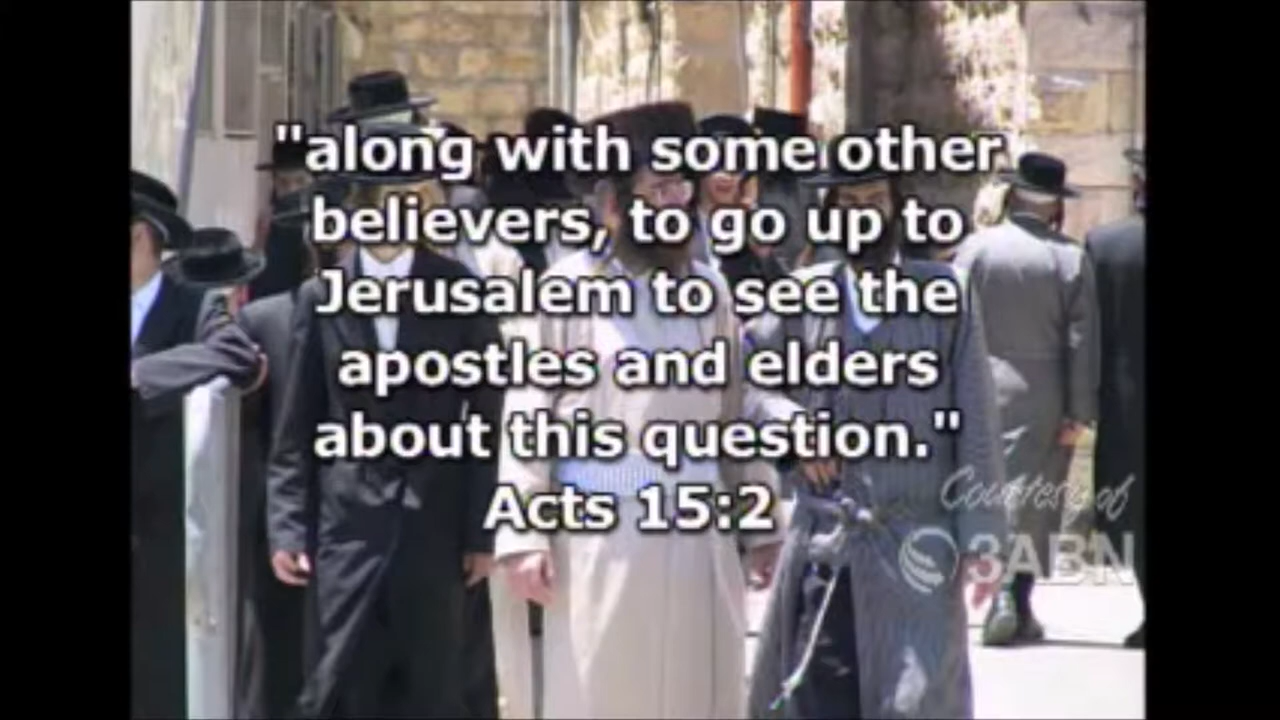 "along with some other
believers, to go up to
Jerusalem to see the
apostles and elders
about this question."
Acts 15:2
Courtesy of
3ABN